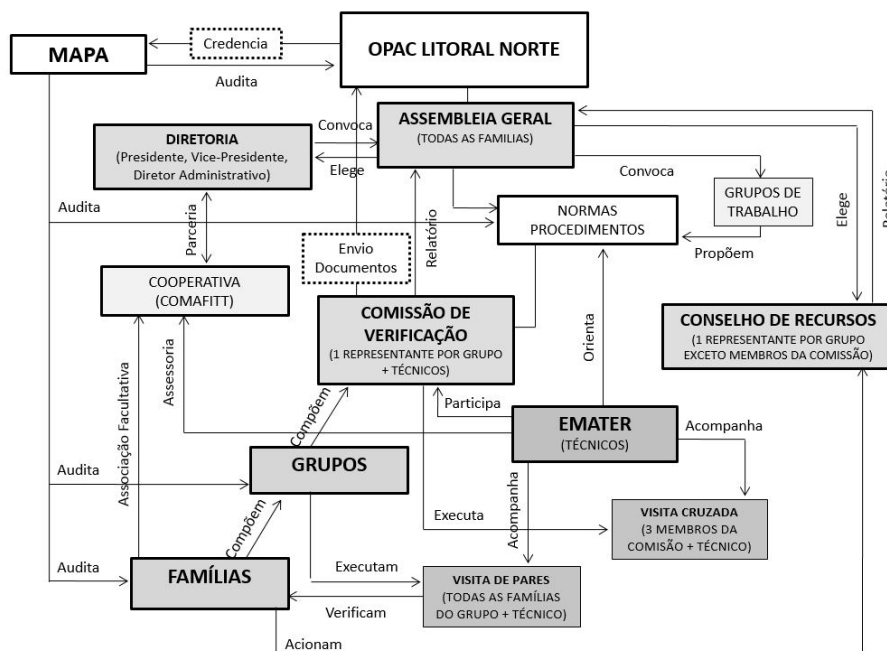 Credencia
MAPA
OPAC LITORAL NORTE
Audita
DIRETORIA
(Presidente, Vice-Presidente,
Diretor Administrativo)
Convoca
Elege
ASSEMBLEIA GERAL
(TODAS AS FAMILIAS)
Convoca
GRUPOS DE
TRABALHO
Audita
Parceria
Envio
Documentos
Relatório
NORMAS
PROCEDIMENTOS
Propõem
Elege
Relatório
COOPERATIVA
(COMAFITT)
COMISSÃO DE
VERIFICAÇÃO
(1 REPRESENTANTE POR GRUPO
+ TÉCNICOS)
Orienta
CONSELHO DE RECURSOS
(1 REPRESENTANTE POR GRUPO
EXCETO MEMBROS DA COMISSÃO)
Associação Facultativa
Assessoria
Compõem
Participa
EMATER
(TÉCNICOS)
Acompanha
Audita
GRUPOS
Compõem
Executa
Acompanha
VISITA CRUZADA
(3 MEMBROS DA
COMISÃO + TÉCNICO)
Audita
FAMÍLIAS
Executam
Verificam
VISITA DE PARES
(TODAS AS FAMÍLIAS
DO GRUPO + TÉCNICO)
Acionam